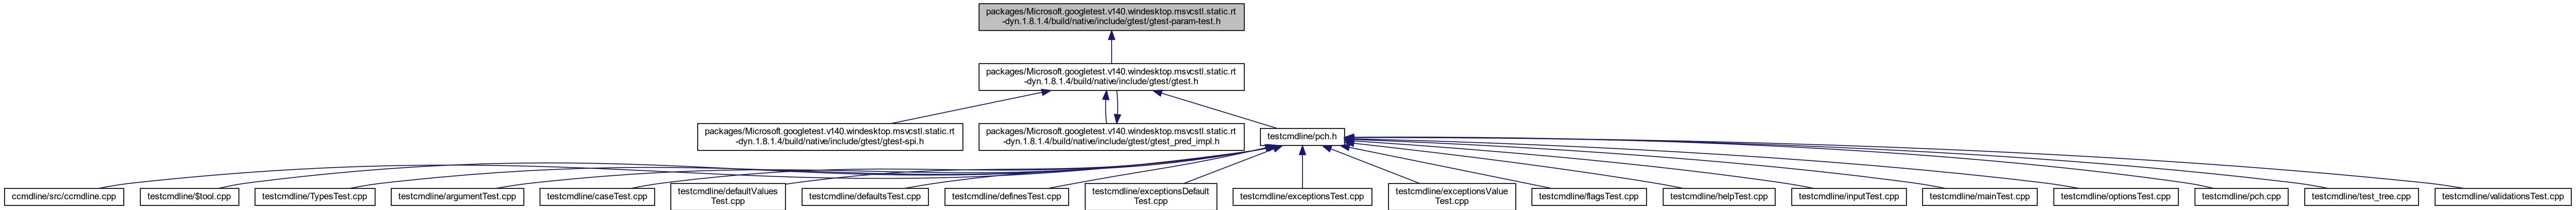 packages/Microsoft.googletest.v140.windesktop.msvcstl.static.rt
-dyn.1.8.1.4/build/native/include/gtest/gtest-param-test.h
packages/Microsoft.googletest.v140.windesktop.msvcstl.static.rt
-dyn.1.8.1.4/build/native/include/gtest/gtest.h
packages/Microsoft.googletest.v140.windesktop.msvcstl.static.rt
-dyn.1.8.1.4/build/native/include/gtest/gtest-spi.h
packages/Microsoft.googletest.v140.windesktop.msvcstl.static.rt
-dyn.1.8.1.4/build/native/include/gtest/gtest_pred_impl.h
testcmdline/pch.h
ccmdline/src/ccmdline.cpp
testcmdline/$tool.cpp
testcmdline/TypesTest.cpp
testcmdline/argumentTest.cpp
testcmdline/caseTest.cpp
testcmdline/defaultValues
Test.cpp
testcmdline/defaultsTest.cpp
testcmdline/definesTest.cpp
testcmdline/exceptionsDefault
Test.cpp
testcmdline/exceptionsTest.cpp
testcmdline/exceptionsValue
Test.cpp
testcmdline/flagsTest.cpp
testcmdline/helpTest.cpp
testcmdline/inputTest.cpp
testcmdline/mainTest.cpp
testcmdline/optionsTest.cpp
testcmdline/pch.cpp
testcmdline/test_tree.cpp
testcmdline/validationsTest.cpp